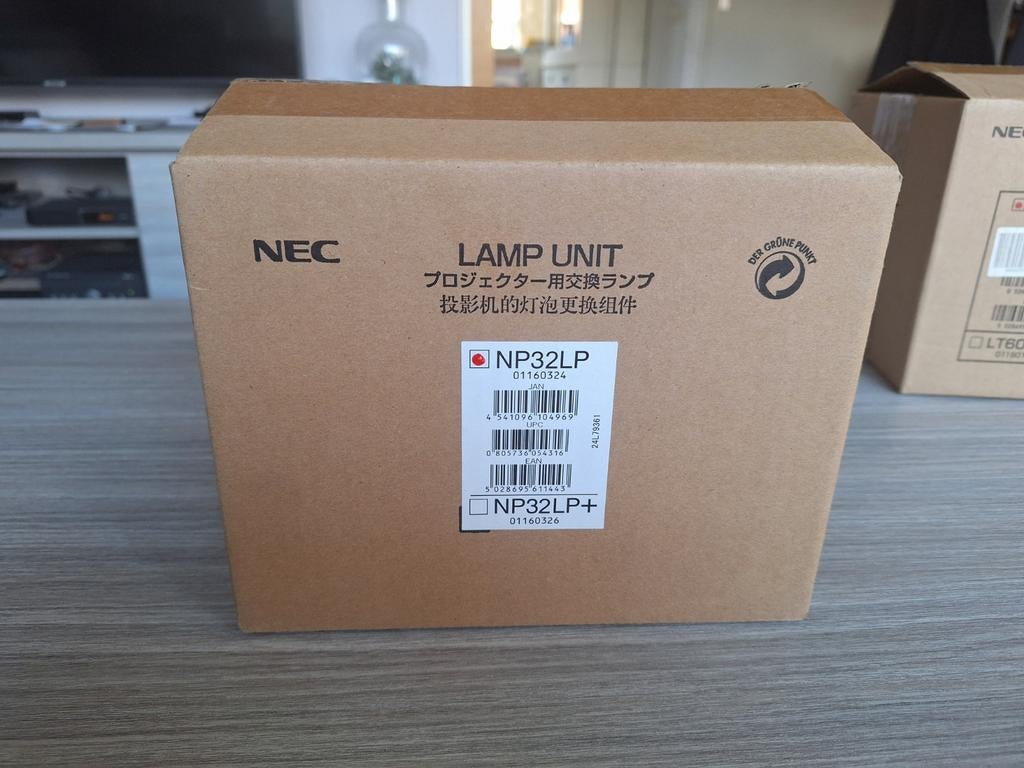 NEC
LAMP UNIT
プロジェクター用交換ランプ
投影机的灯泡更换组件
DER GRÜNE PUNKT
NP32LP
01160324
JAN
4 541096 104969
UPC
0 805736 054316
EAN
5 028695 611443
24L79361
NP32LP+
01160326
NEC
LT60